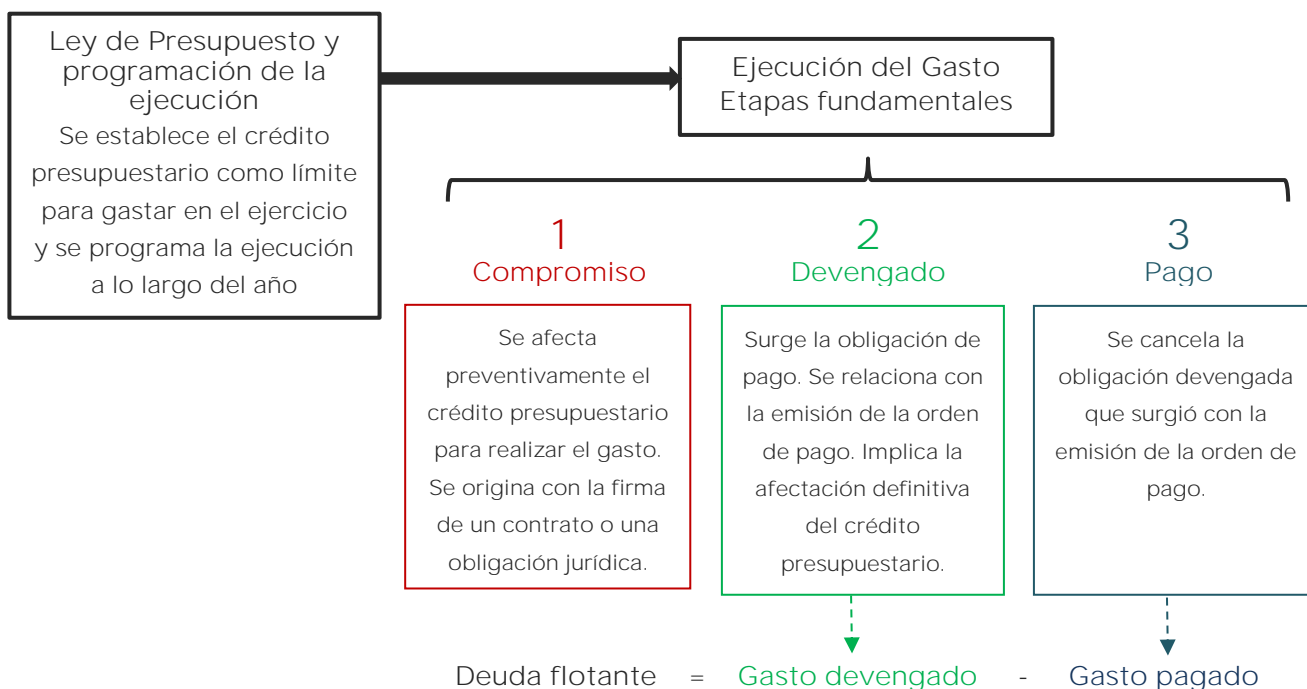 Ley de Presupuesto y
programación de la
ejecución
Se establece el crédito
presupuestario como límite
para gastar en el ejercicio
y se programa la ejecución
a lo largo del año
Ejecución del Gasto
Etapas fundamentales
1
Compromiso
Se afecta
preventivamente el
crédito presupuestario
para realizar el gasto.
Se origina con la firma
de un contrato o una
obligación jurídica.
2
Devengado
Surge la obligación de
pago. Se relaciona con
la emisión de la orden
de pago. Implica la
afectación definitiva
del crédito
presupuestario.
3
Pago
Se cancela la
obligación devengada
que surgió con la
emisión de la orden de
pago.
Deuda flotante = Gasto devengado - Gasto pagado